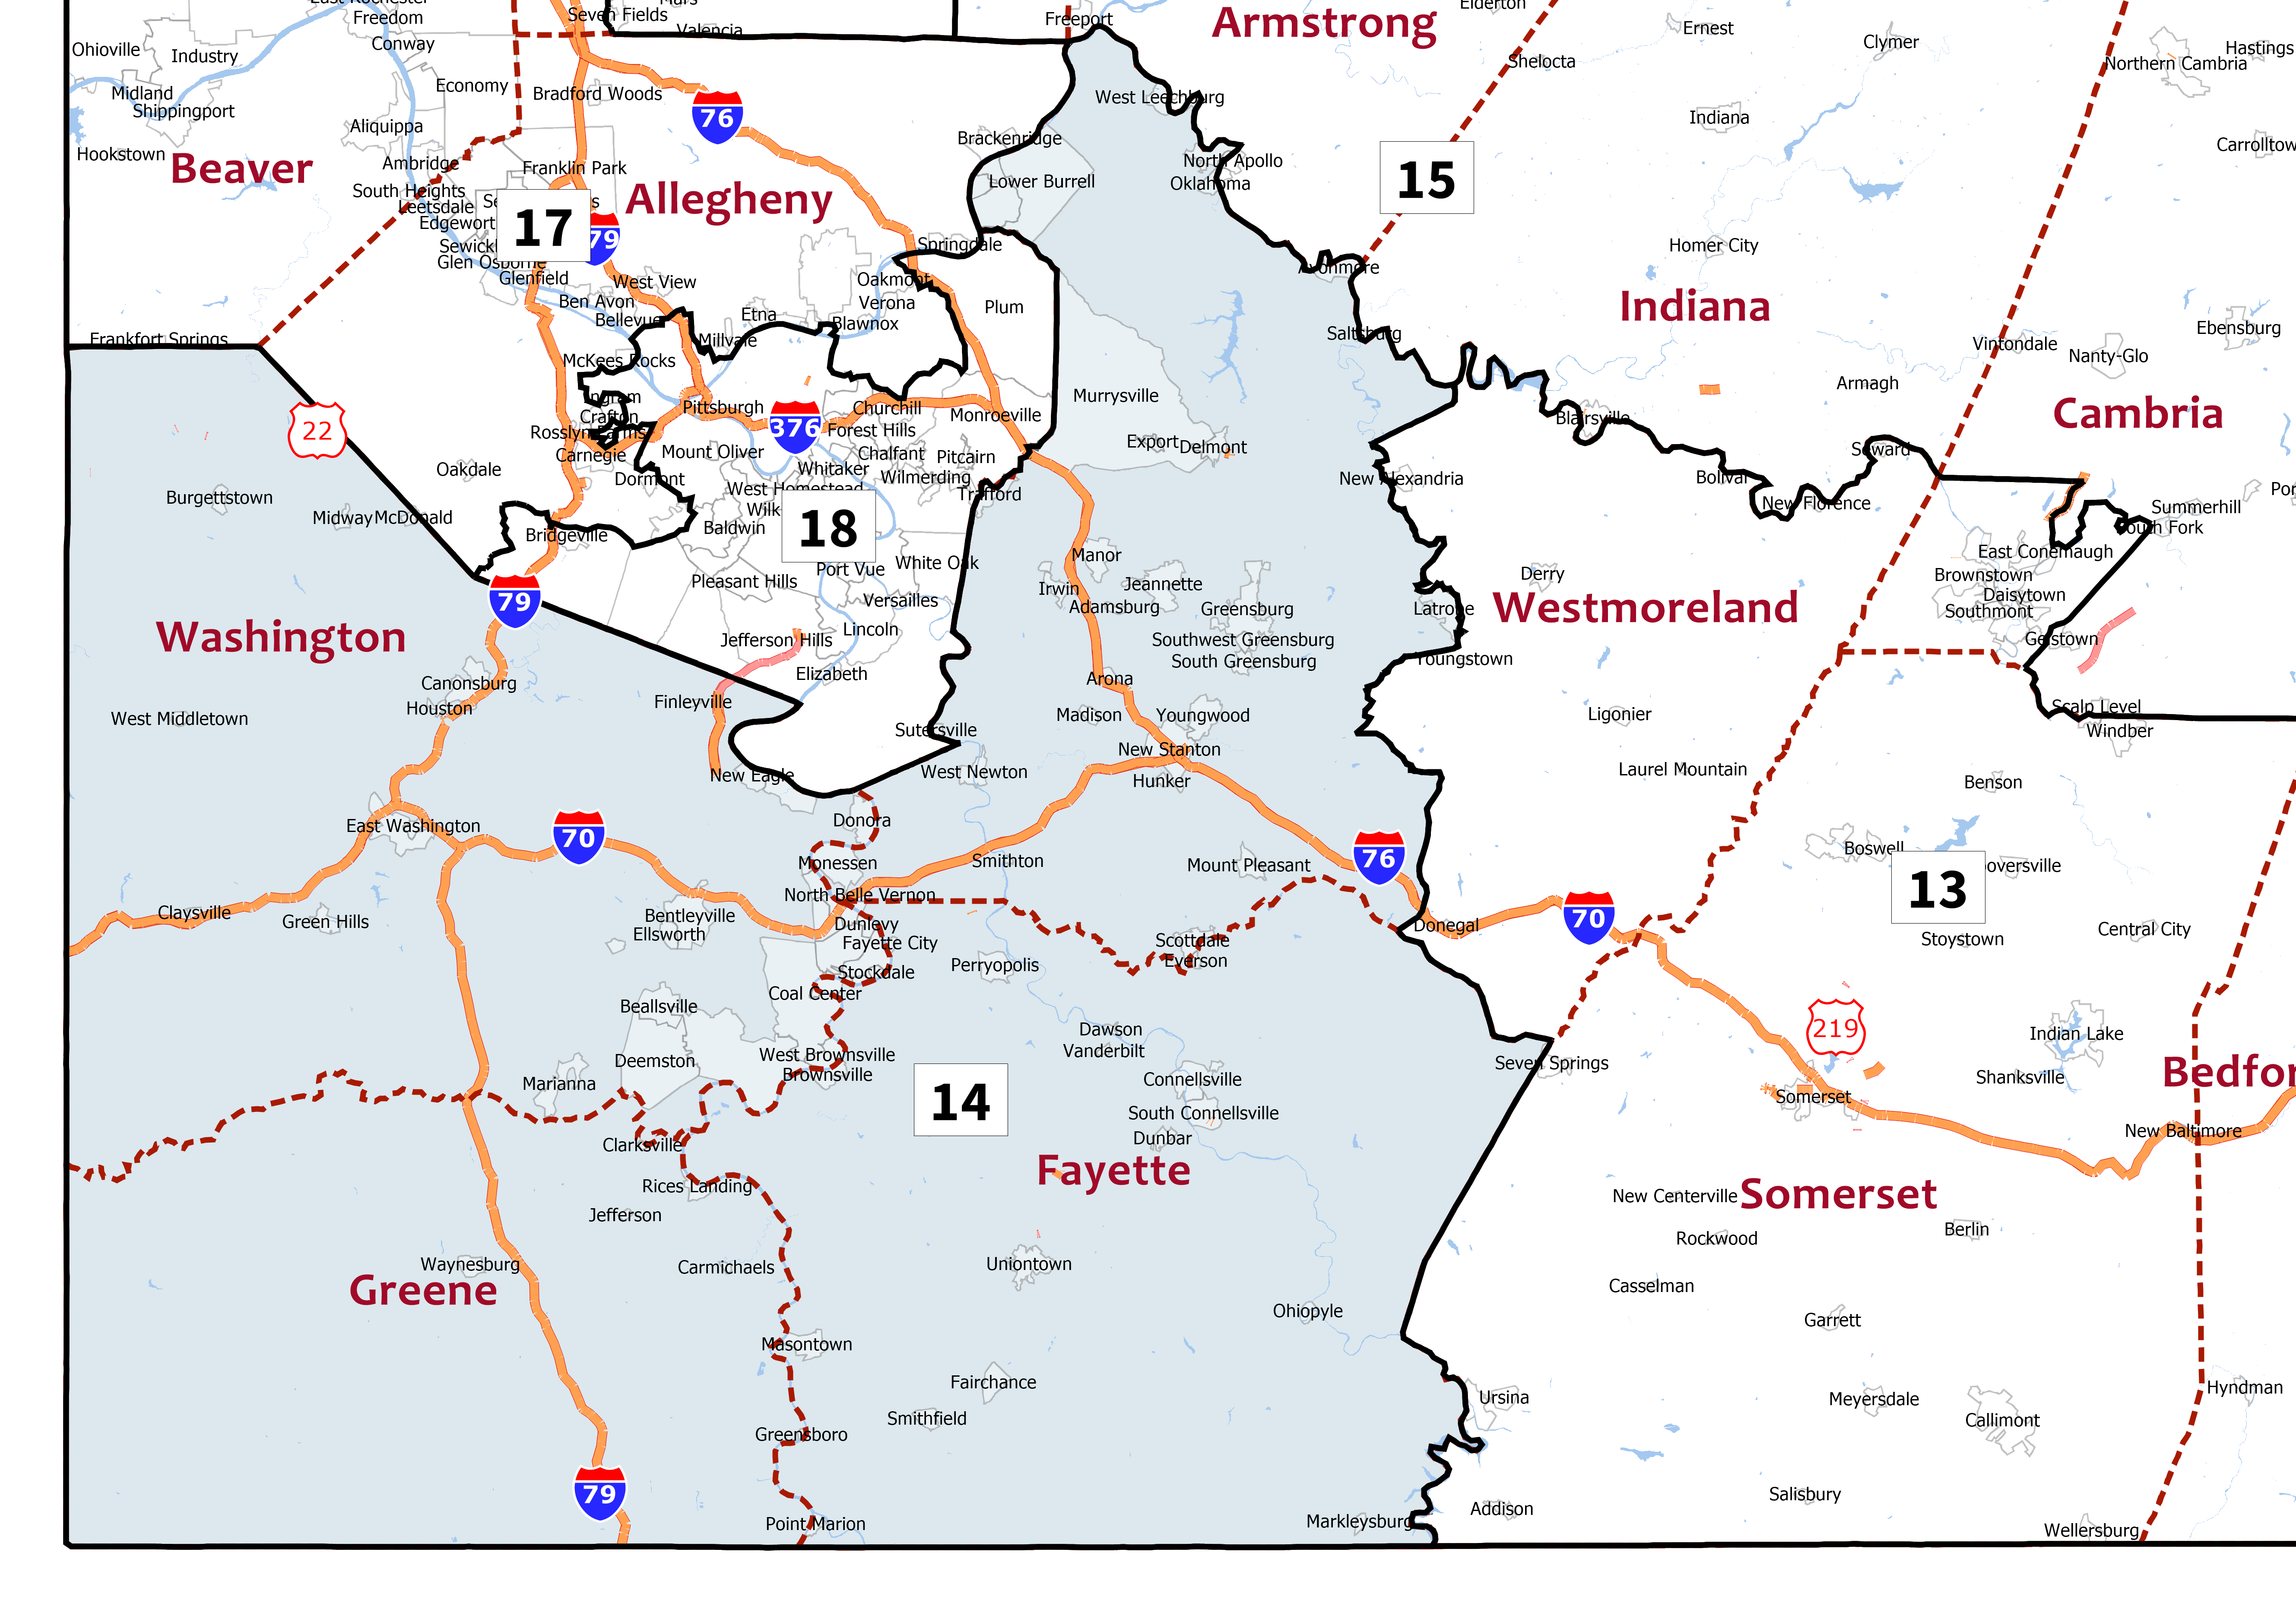 East Rochester
Mars
Elderton
Freedom
Seven Fields
Freeport
Armstrong
Ernest
Valencia
Conway
Clymer
Hastings
Ohioville
Industry
Shelocta
Northern Cambria
Economy
Bradford Woods
Midland
West Leechburg
Shippingport
76
Indiana
Aliquippa
Brackenridge
Hookstown
Beaver
Ambridge
Franklin Park
North Apollo
15
Lower Burrell
Oklahoma
South Heights
Allegheny
Leetsdale
17
79
Springdale
Homer City
Glen Osborne
Glenfield
West View
Avonmore
Oakmont
Ben Avon
Verona
Plum
Indiana
Bellevue
Etna
Blawnox
Ebensburg
Frankfort Springs
Millvale
Saltsburg
Vintondale
Nanty-Glo
McKees Rocks
Armagh
Ingram
Murrysville
Pittsburgh
Churchill
Monroeville
Cambria
Crafton
22
376
Forest Hills
Blairsville
Rosslyn Farms
Export
Delmont
Seward
Carnegie
Mount Oliver
Chalfant
Pitcairn
Oakdale
Whitaker
Dormont
Wilmerding
New Alexandria
Bolivar
West Homestead
Trafford
Burgettstown
New Florence
Summerhill
Midway
McDonald
Baldwin
18
South Fork
Bridgeville
East Conemaugh
Manor
White Oak
Port Vue
Derry
Brownstown
Pleasant Hills
Irwin
Jeannette
Daisytown
79
Versailles
Adamsburg
Greensburg
Latrobe
Westmoreland
Southmont
Washington
Jefferson Hills
Lincoln
Southwest Greensburg
Geistown
South Greensburg
Youngstown
Elizabeth
Canonsburg
Arona
Finleyville
Houston
Scalp Level
West Middletown
Madison
Youngwood
Ligonier
Sutersville
Windber
New Stanton
New Eagle
West Newton
Hunker
Laurel Mountain
Benson
Donora
East Washington
70
Monessen
Smithton
Mount Pleasant
76
Boswell
13
North Belle Vernon
Claysville
Green Hills
Bentleyville
Dunlevy
Donegal
70
Ellsworth
Fayette City
Scottdale
Central City
Stoystown
Perryopolis
Everson
Stockdale
Coal Center
Beallsville
Dawson
219
Indian Lake
Vanderbilt
West Brownsville
Deemston
Brownsville
Seven Springs
Marianna
14
Connellsville
Shanksville
Somerset
South Connellsville
New Baltimore
Dunbar
Clarksville
Fayette
Rices Landing
New Centerville
Somerset
Jefferson
Berlin
Rockwood
Waynesburg
Carmichaels
Uniontown
Greene
Casselman
Ohiopyle
Garrett
Masontown
Fairchance
Hyndman
Ursina
Meyersdale
Smithfield
Callimont
Greensboro
79
Salisbury
Addison
Point Marion
Markleysburg
Wellersburg